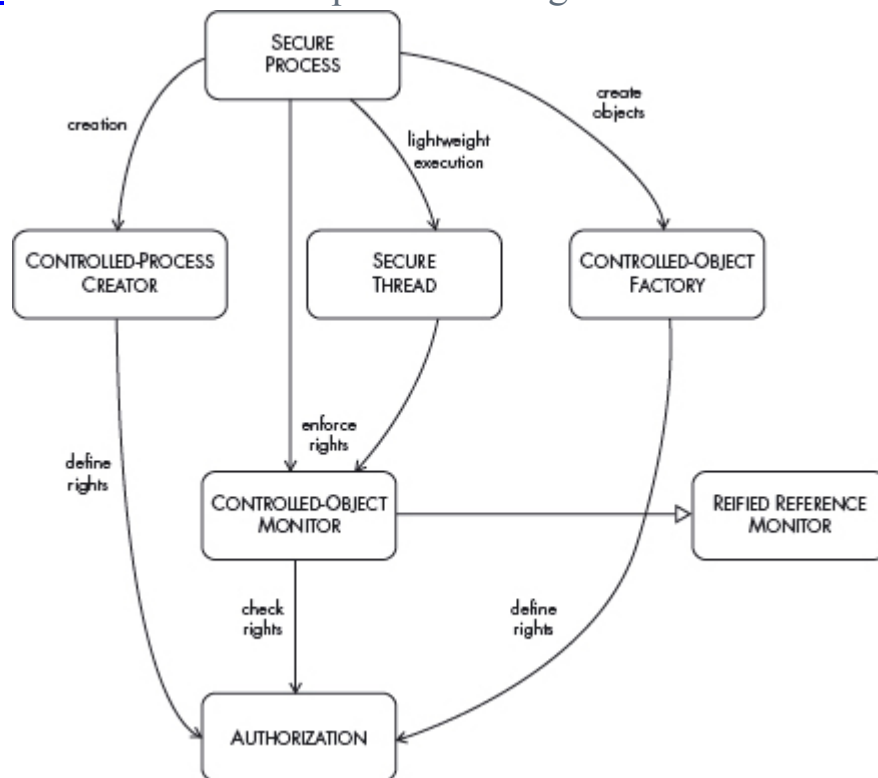 SECURE
PROCESS
creation
lightweight
execution
create
objects
CONTROLLED-PROCESS
CREATOR
SECURE
THREAD
CONTROLLED-OBJECT
FACTORY
enforce
rights
define
rights
CONTROLLED-OBJECT
MONITOR
REIFIED REFERENCE
MONITOR
check
rights
define
rights
AUTHORIZATION